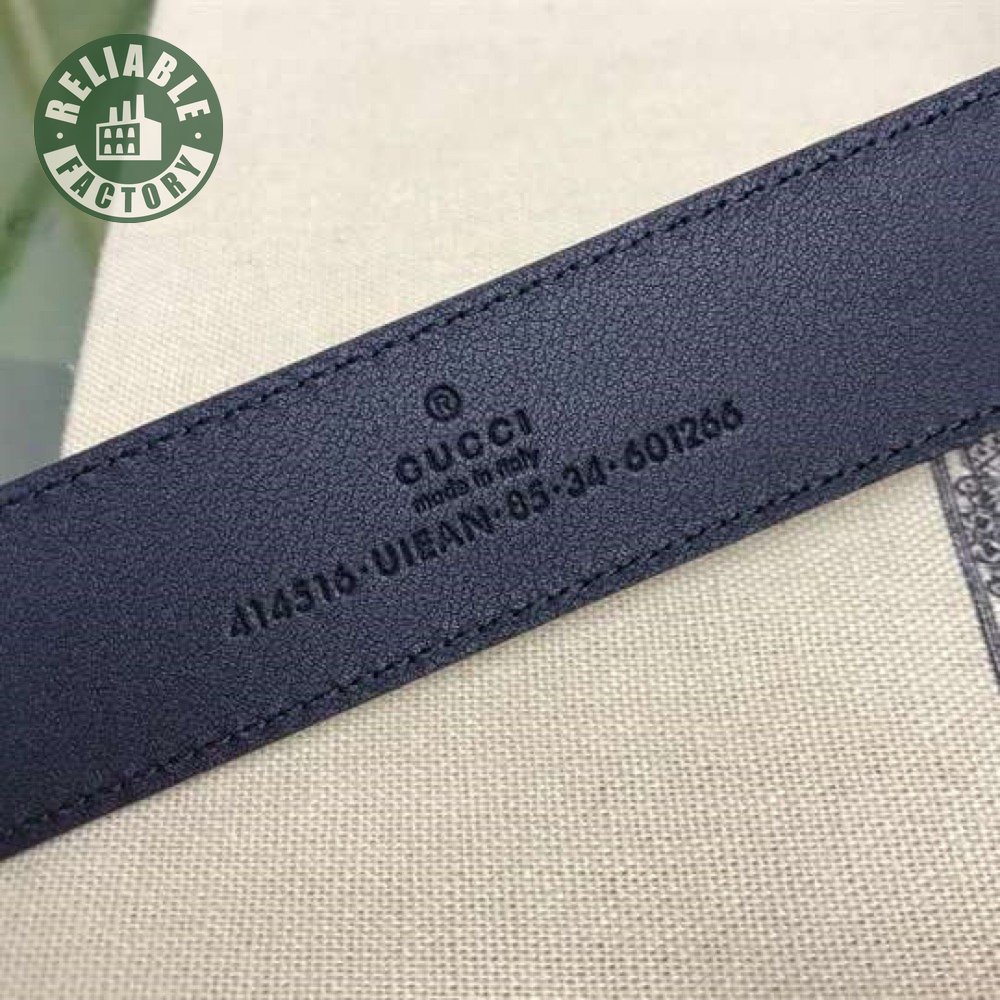 RELIABLE
FACTORY
®
GUCCI
made in italy
414516·UIEAN·85·34·601266